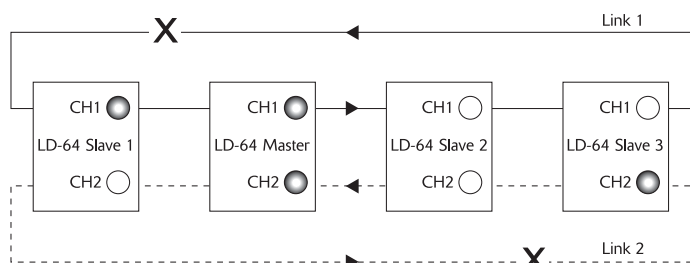 X
Link 1
CH1 CH1 CH1 CH1
LD-64 Slave 1 LD-64 Master LD-64 Slave 2 LD-64 Slave 3
CH2 CH2 CH2 CH2
X
Link 2